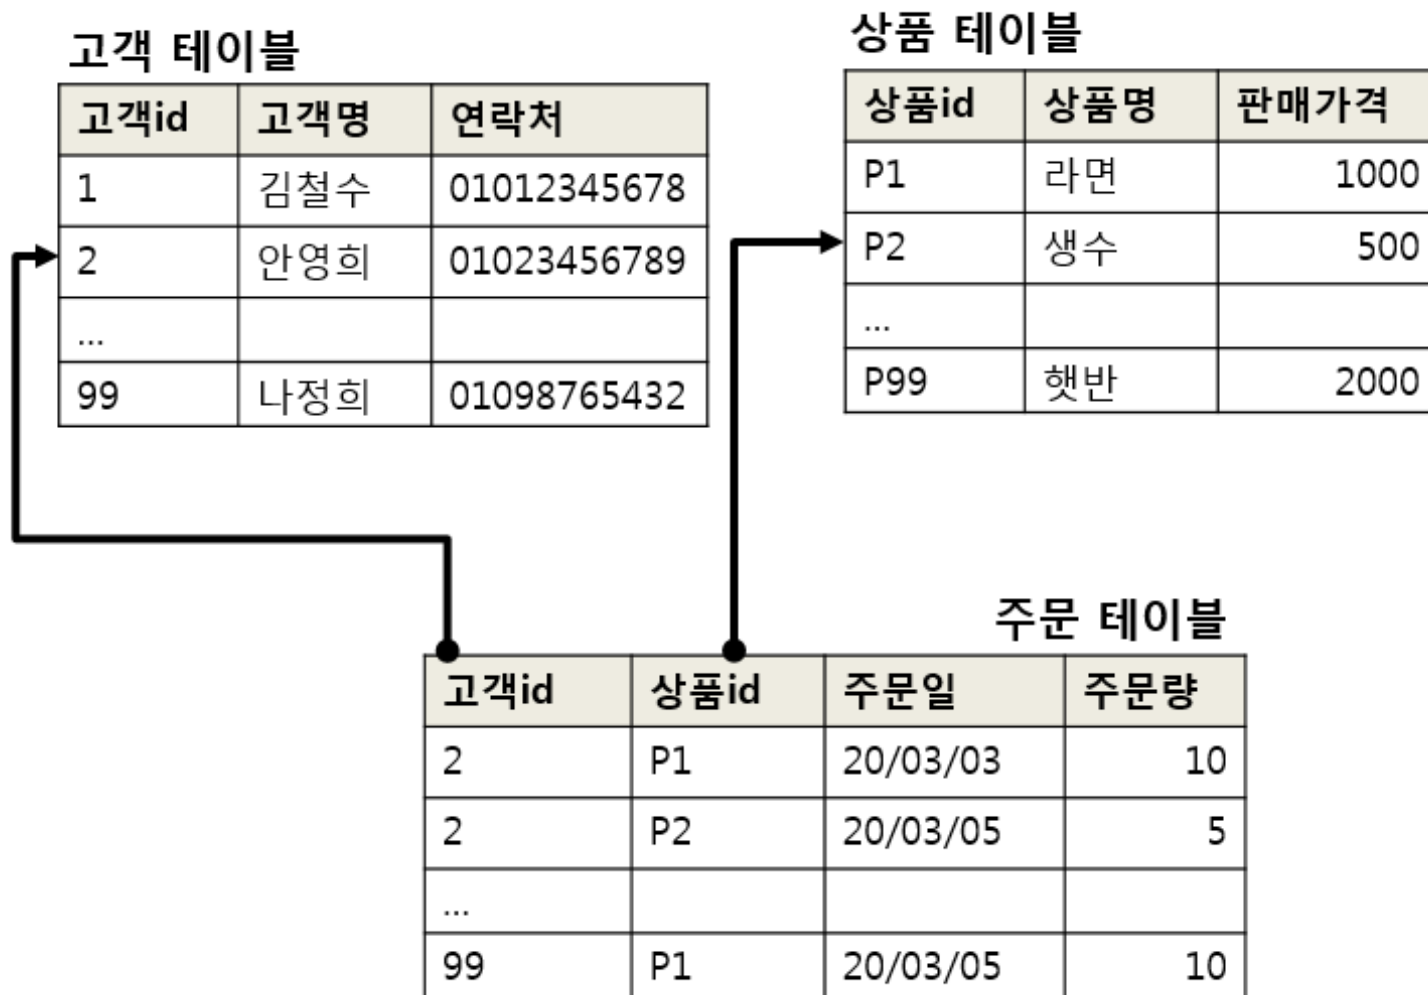 고객 테이블
고객id 고객명 연락처
1 김철수 01012345678
2 안영희 01023456789
...
99 나정희 01098765432
상품 테이블
상품id 상품명 판매가격
P1 라면 1000
P2 생수 500
...
P99 햇반 2000
주문 테이블
고객id 상품id 주문일 주문량
2 P1 20/03/03 10
2 P2 20/03/05 5
...
99 P1 20/03/05 10